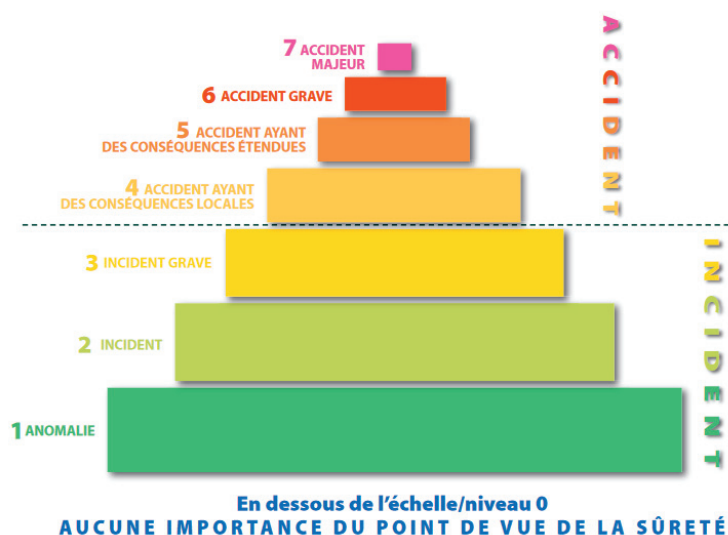 7 ACCIDENT
MAJEUR
6 ACCIDENT GRAVE
5 ACCIDENT AYANT
DES CONSÉQUENCES ÉTENDUES
4 ACCIDENT AYANT
DES CONSÉQUENCES LOCALES
ACCIDENT
3 INCIDENT GRAVE
2 INCIDENT
1 ANOMALIE
INCIDENT
En dessous de l'échelle/niveau 0
AUCUNE IMPORTANCE DU POINT DE VUE DE LA SÛRETÉ